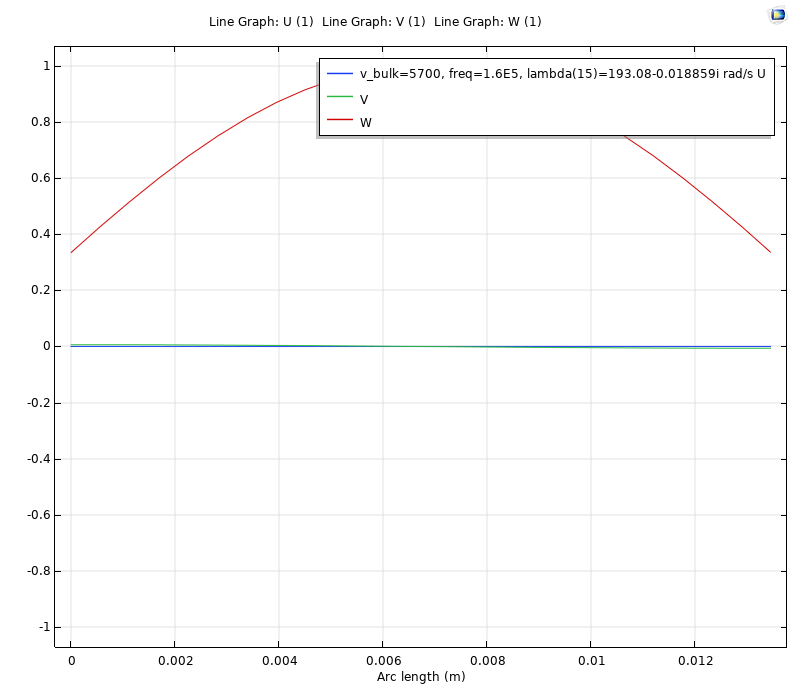 Line Graph: U (1)  Line Graph: V (1)  Line Graph: W (1)
1
v_bulk=5700, freq=1.6E5, lambda(15)=193.08-0.018859i rad/s U
V
W
0.8
0.6
0.4
0.2
0
-0.2
-0.4
-0.6
-0.8
-1
0 0.002 0.004 0.006 0.008 0.01 0.012
Arc length (m)